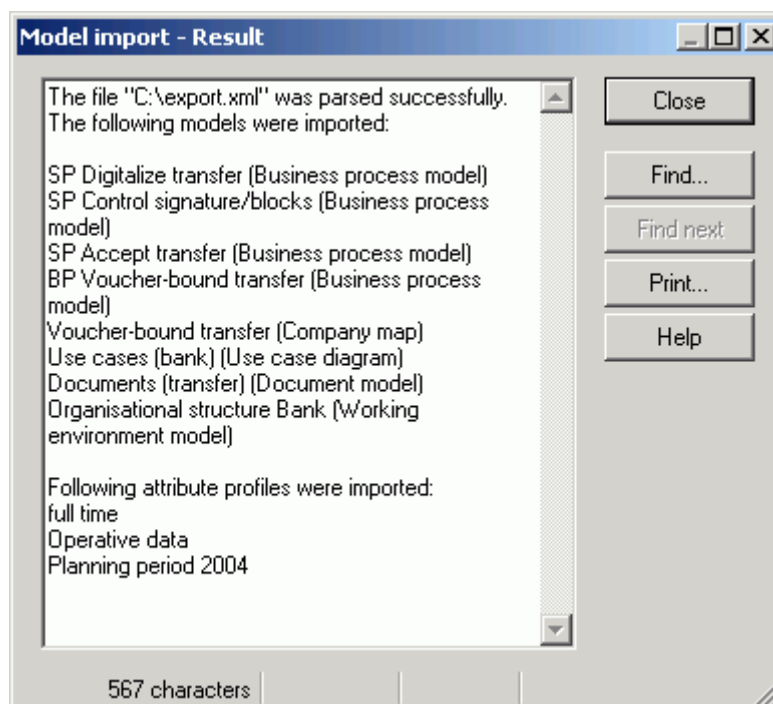 Model import - Result
The file "C:\export.xml" was parsed successfully.
The following models were imported:
SP Digitalize transfer (Business process model)
SP Control signature/blocks (Business process
model)
SP Accept transfer (Business process model)
BP Voucher-bound transfer (Business process
model)
Voucher-bound transfer (Company map)
Use cases (bank) (Use case diagram)
Documents (transfer) (Document model)
Organisational structure Bank (Working
environment model)
Following attribute profiles were imported:
full time
Operative data
Planning period 2004
Close
Find...
Find next
Print...
Help
567 characters